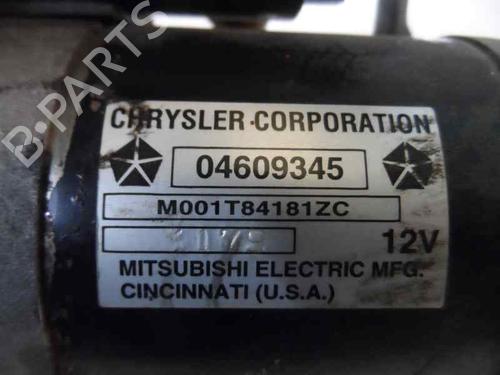 B-PARTS
CHRYSLER CORPORATION
04609345
M001T84181ZC
12V
MITSUBISHI ELECTRIC MFG.
CINCINNATI (U.S.A.)